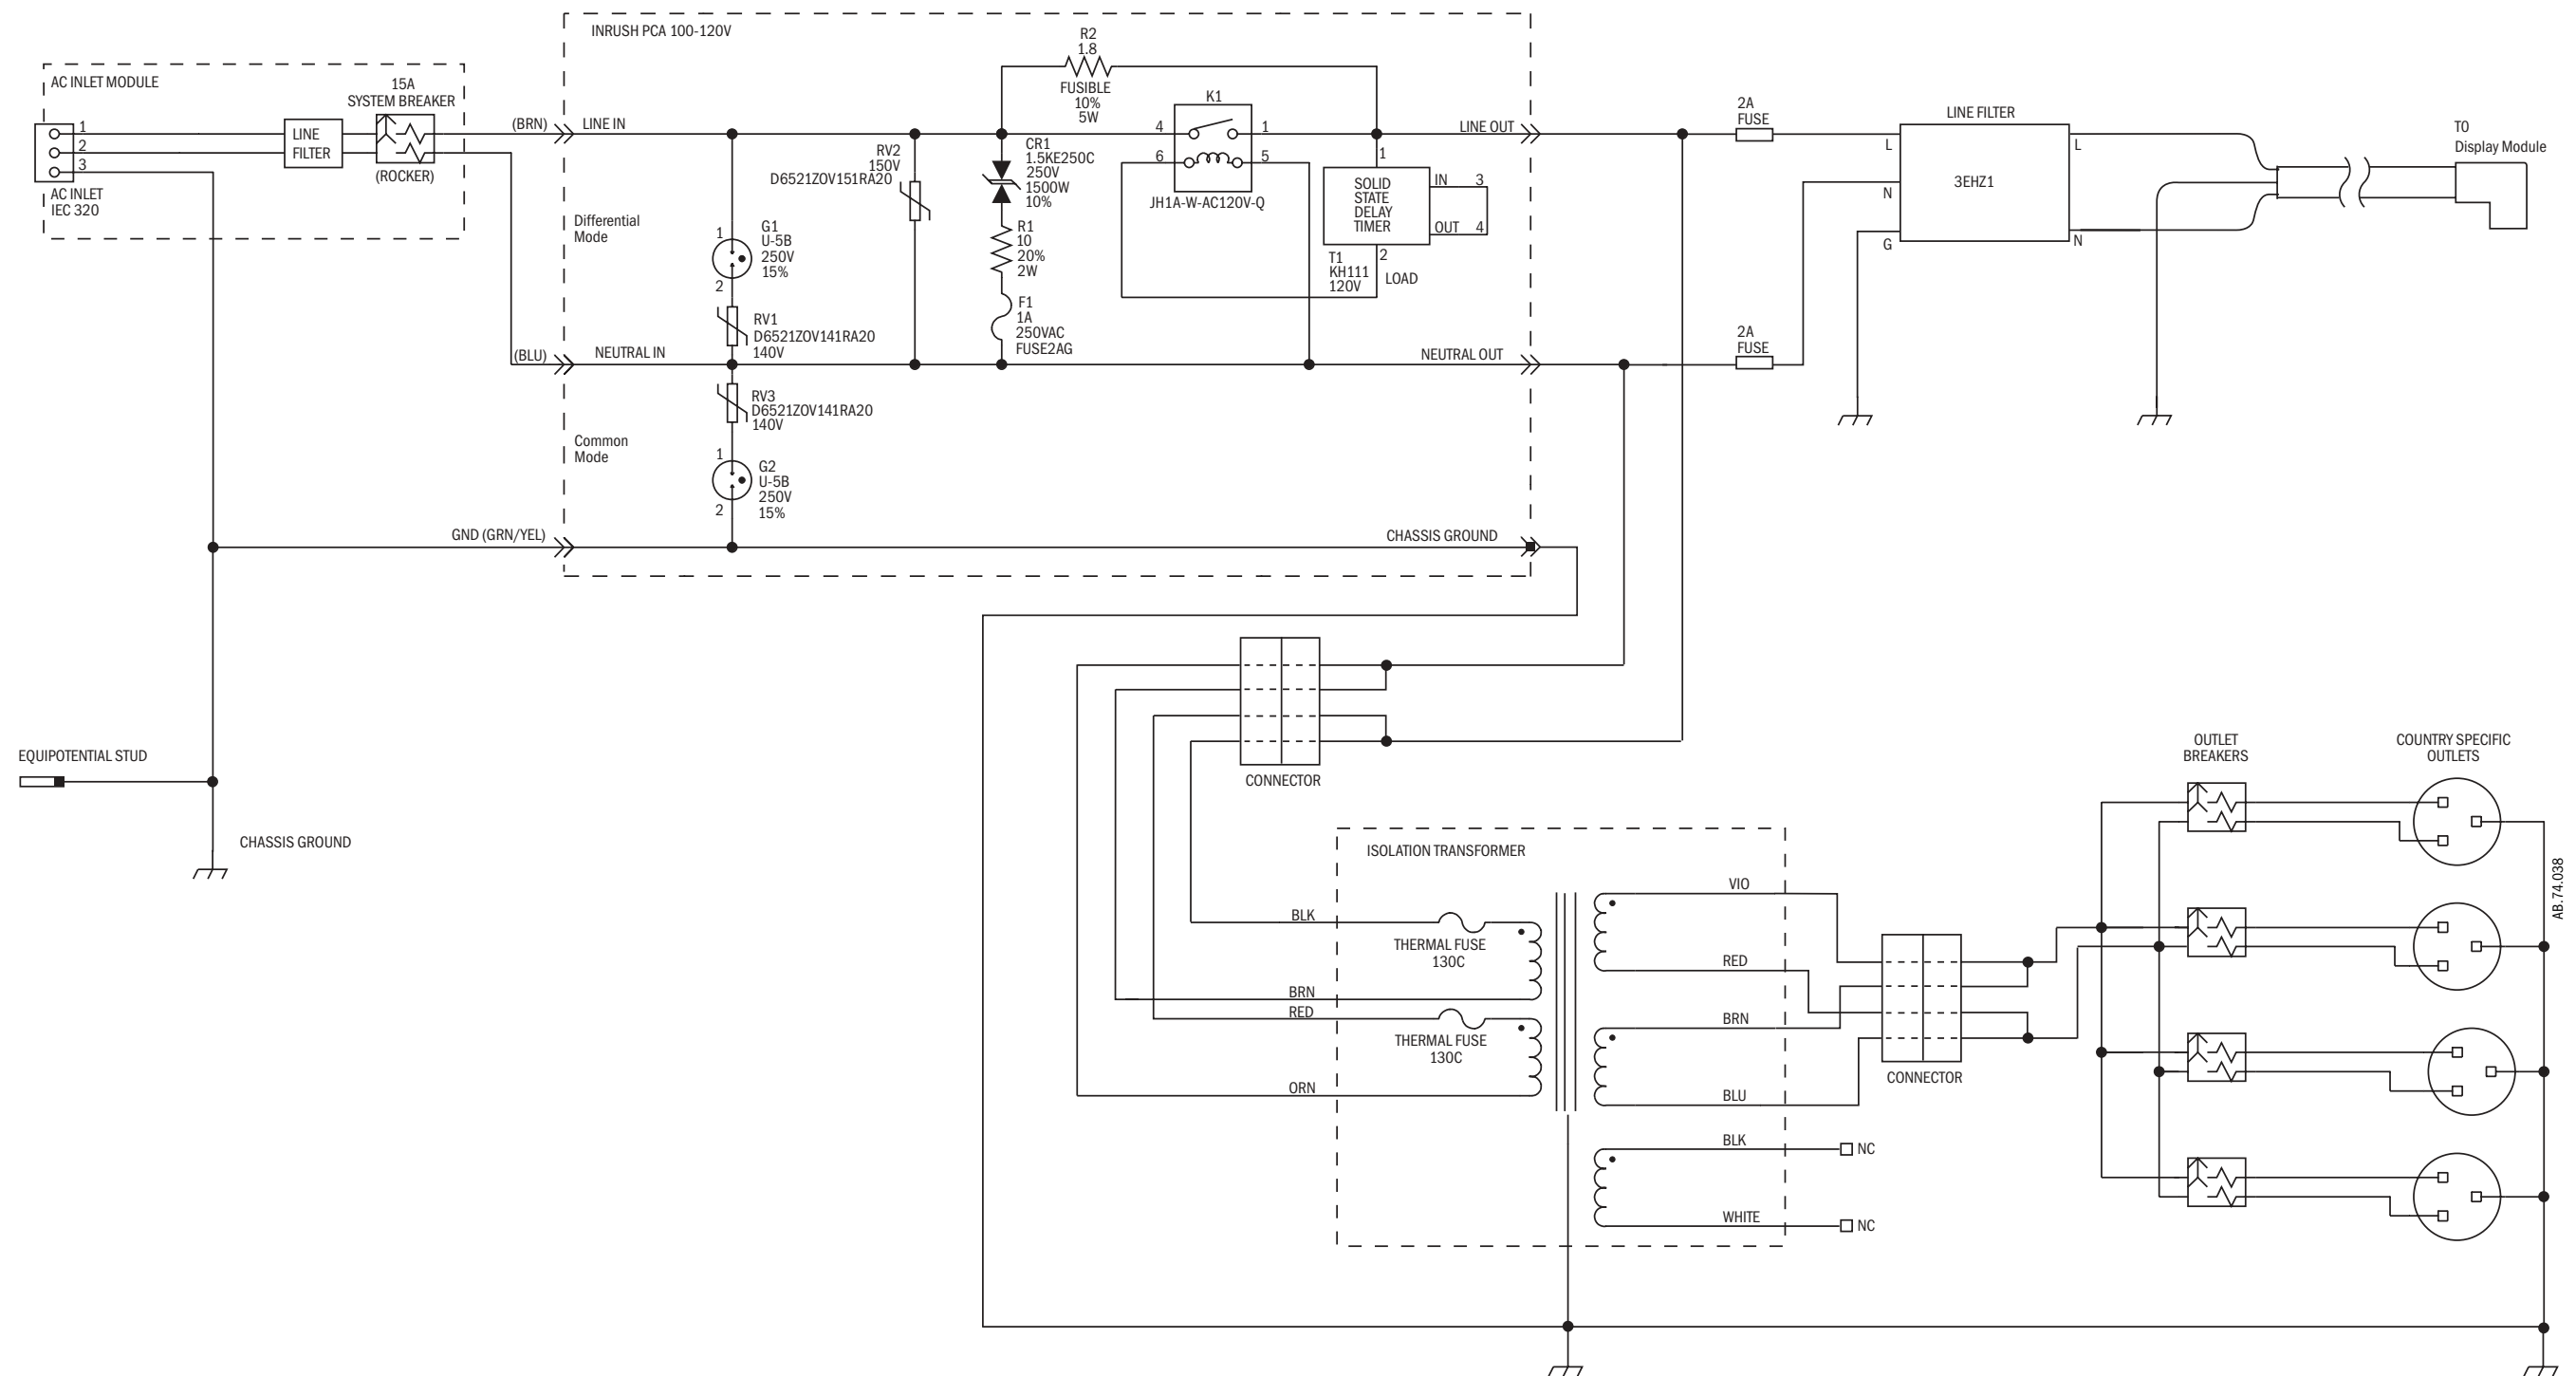 INRUSH PCA 100-120V
AC INLET MODULE
15A
SYSTEM BREAKER
(ROCKER)
LINE
FILTER
1
2
3
AC INLET
IEC 320
(BRN)
LINE IN
(BLU)
NEUTRAL IN
GND (GRN/YEL)
Differential
Mode
Common
Mode
1
G1
U-5B
250V
15%
2
RV1
D6521ZOV141RA20
140V
RV3
D6521ZOV141RA20
140V
1
G2
U-5B
250V
15%
2
RV2
150V
D6521ZOV151RA20
CR1
1.5KE250C
250V
1500W
10%
R1
10
20%
2W
F1
1A
250VAC
FUSE2AG
R2
1.8
FUSIBLE
10%
5W
K1
4
1
6
5
JH1A-W-AC120V-Q
1
SOLID
STATE
DELAY
TIMER
IN 3
OUT 4
T1
KH111
120V
2
LOAD
LINE OUT
NEUTRAL OUT
CHASSIS GROUND
2A
FUSE
2A
FUSE
LINE FILTER
3EHZ1
L
N
G
L
N
TO
Display Module
EQUIPOTENTIAL STUD
CHASSIS GROUND
CONNECTOR
ISOLATION TRANSFORMER
BLK
THERMAL FUSE
130C
BRN
RED
THERMAL FUSE
130C
ORN
VIO
RED
BRN
BLU
BLK
NC
WHITE
NC
CONNECTOR
OUTLET
BREAKERS
COUNTRY SPECIFIC
OUTLETS
AB.74.038